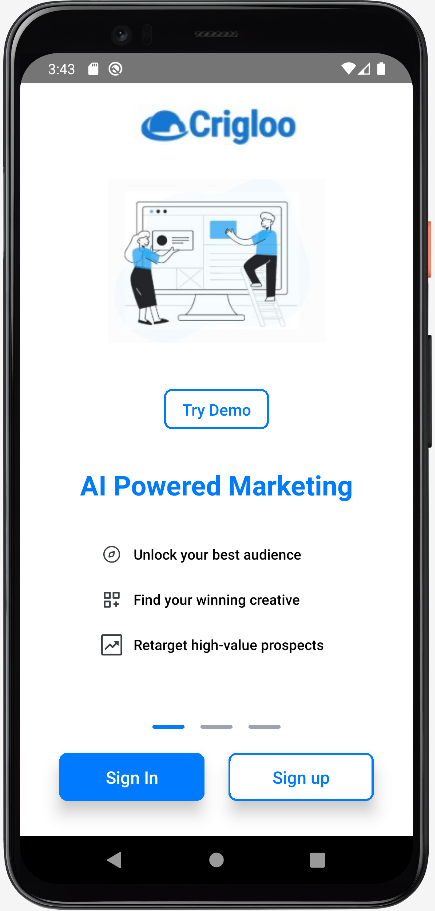 3:43
Crigloo
Try Demo
AI Powered Marketing
Unlock your best audience
Find your winning creative
Retarget high-value prospects
Sign In
Sign up